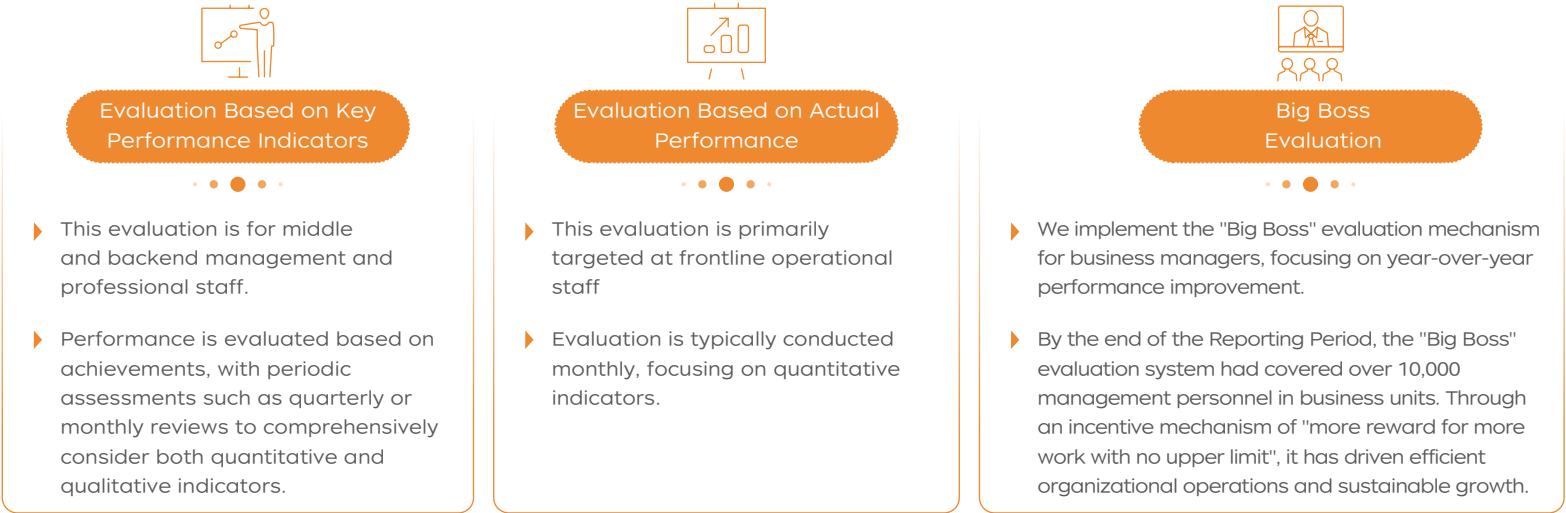 Evaluation Based on Key
Performance Indicators
This evaluation is for middle
and backend management and
professional staff.
Performance is evaluated based on
achievements, with periodic
assessments such as quarterly or
monthly reviews to comprehensively
consider both quantitative and
qualitative indicators.
Evaluation Based on Actual
Performance
This evaluation is primarily
targeted at frontline operational
staff
Evaluation is typically conducted
monthly, focusing on quantitative
indicators.
Big Boss
Evaluation
We implement the "Big Boss" evaluation mechanism
for business managers, focusing on year-over-year
performance improvement.
By the end of the Reporting Period, the "Big Boss"
evaluation system had covered over 10,000
management personnel in business units. Through
an incentive mechanism of "more reward for more
work with no upper limit", it has driven efficient
organizational operations and sustainable growth.